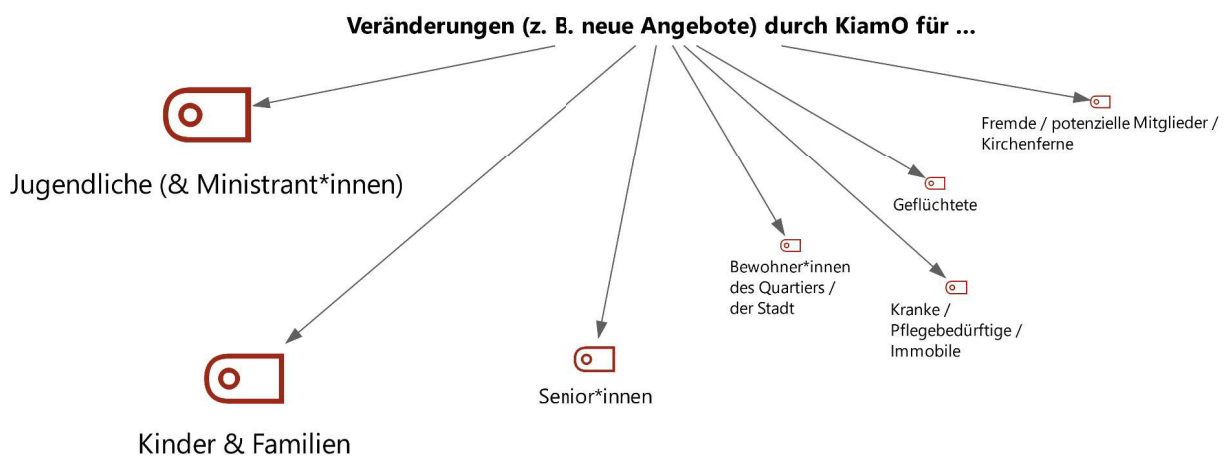 Veränderungen (z. B. neue Angebote) durch KiamO für ...
Fremde / potenzielle Mitglieder /
Kirchenferne
Jugendliche (& Ministrant*innen)
Geflüchtete
Bewohner*innen
des Quartiers /
der Stadt
Kranke /
Pflegebedürftige /
Immobile
Senior*innen
Kinder & Familien